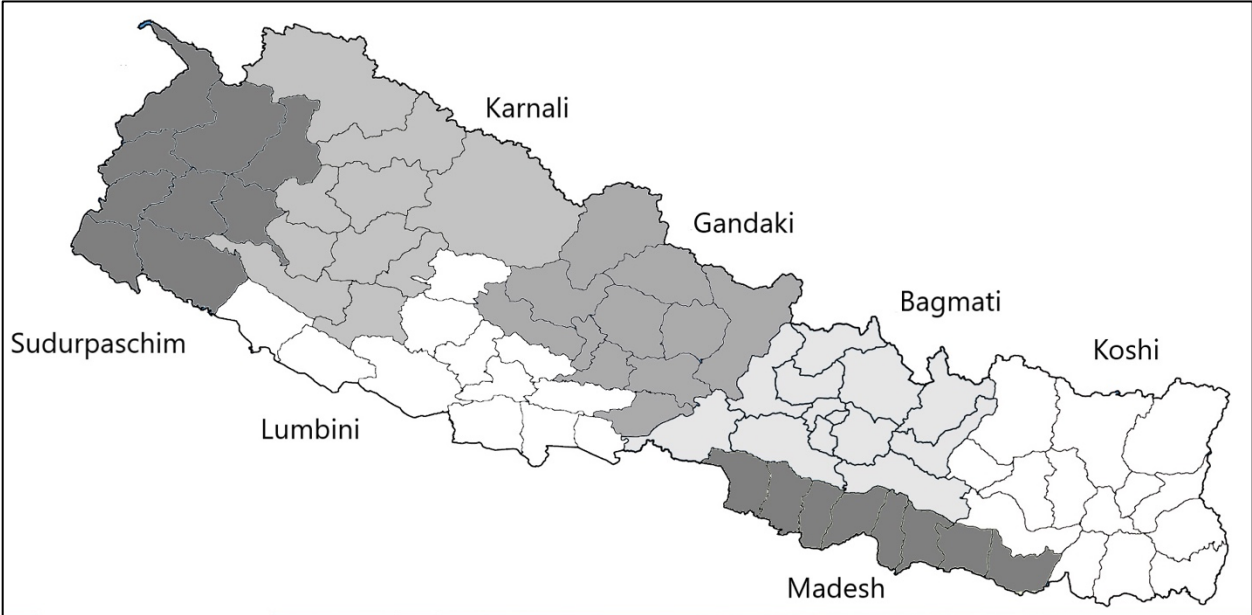 Karnali
Gandaki
Bagmati
Koshi
Sudurpaschim
Lumbini
Madesh